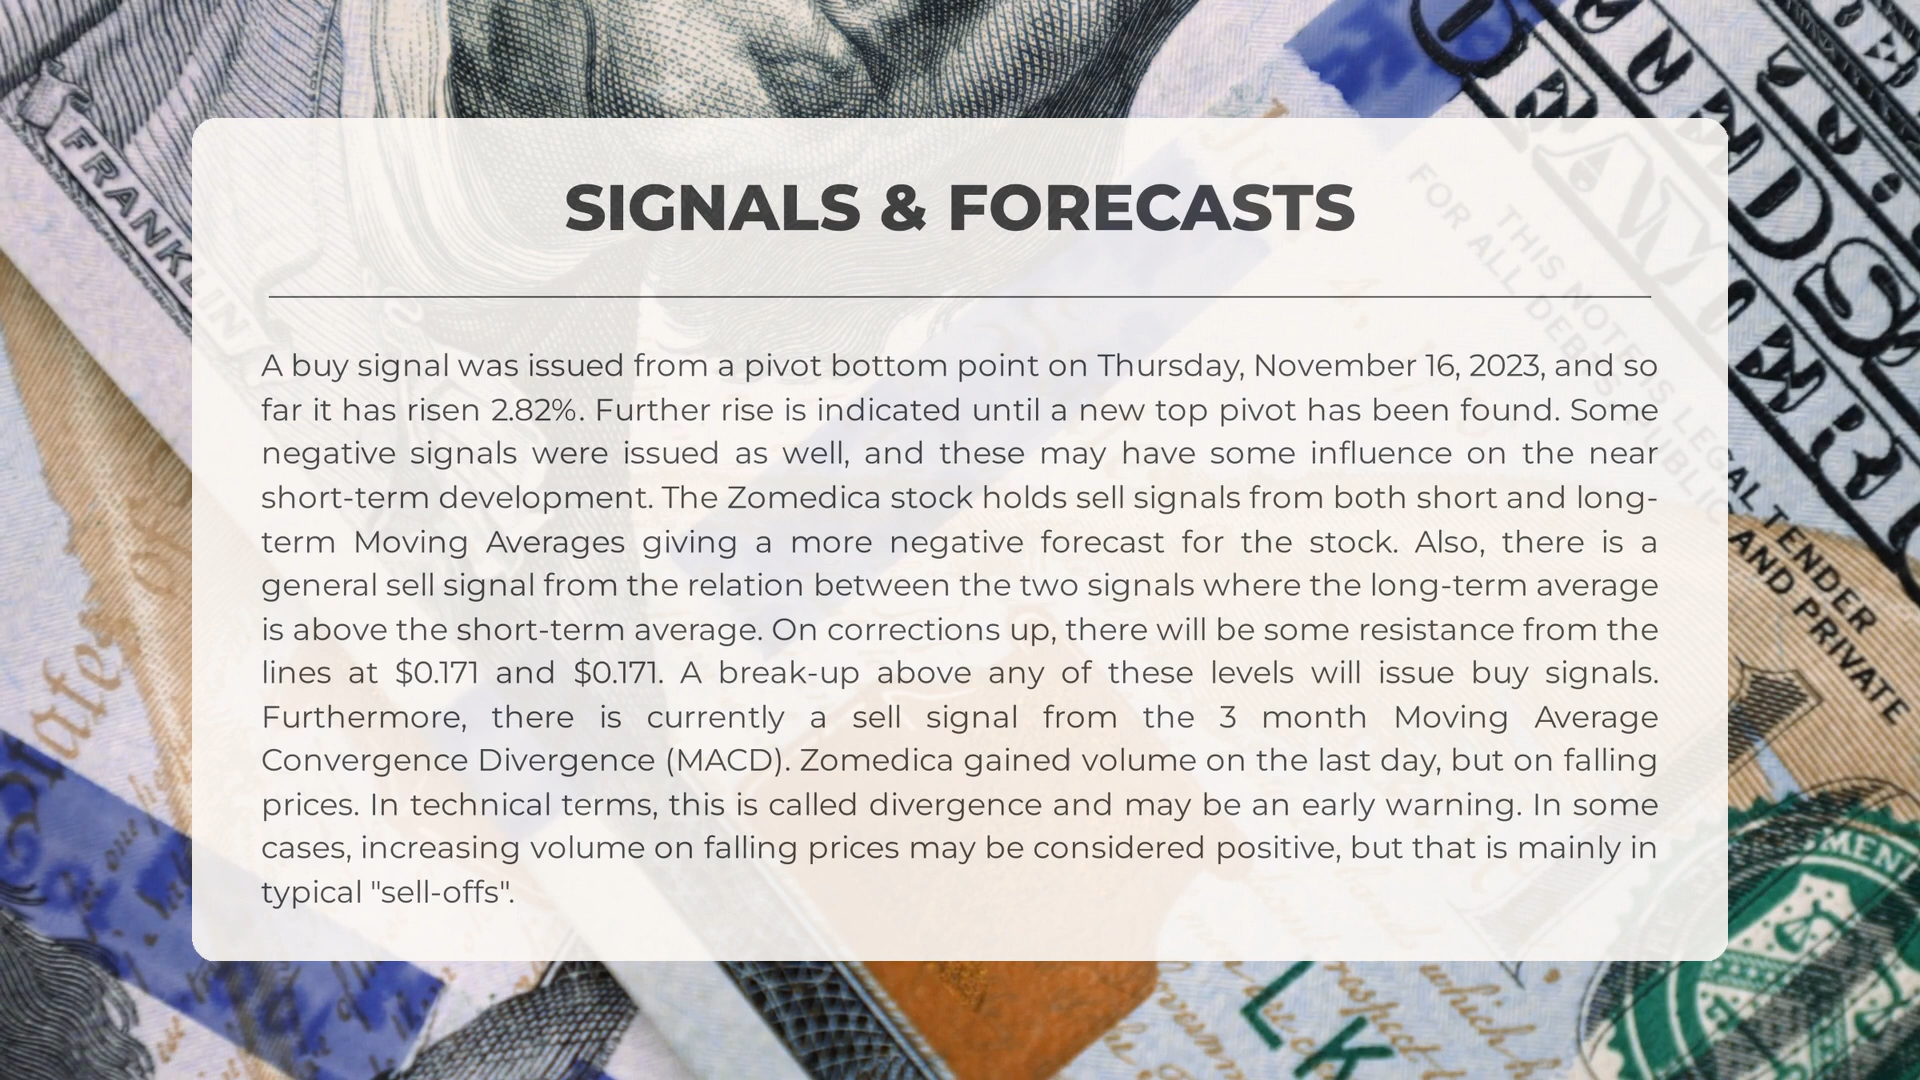 SIGNALS & FORECASTS
A buy signal was issued from a pivot bottom point on Thursday, November 16, 2023, and so
far it has risen 2.82%. Further rise is indicated until a new top pivot has been found. Some
negative signals were issued as well, and these may have some influence on the near
short-term development. The Zomedica stock holds sell signals from both short and long-
term Moving Averages giving a more negative forecast for the stock. Also, there is a
general sell signal from the relation between the two signals where the long-term average
is above the short-term average. On corrections up, there will be some resistance from the
lines at $0.171 and $0.171. A break-up above any of these levels will issue buy signals.
Furthermore, there is currently a sell signal from the 3 month Moving Average
Convergence Divergence (MACD). Zomedica gained volume on the last day, but on falling
prices. In technical terms, this is called divergence and may be an early warning. In some
cases, increasing volume on falling prices may be considered positive, but that is mainly in
typical "sell-offs".
FRANKLIN
THIS NOTE IS LEGAL TENDER
FOR ALL DEBTS, PUBLIC AND PRIVATE